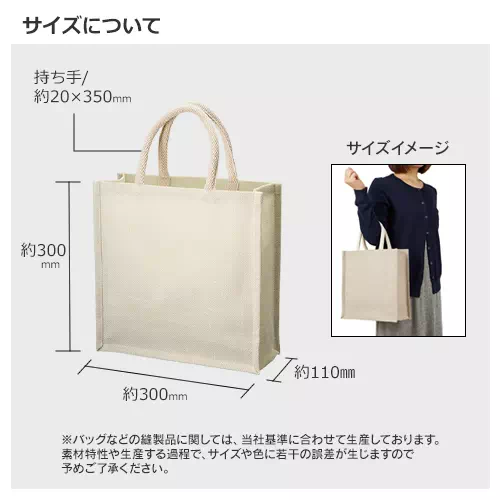 サイズについて
持ち手/
約20×350mm
サイズイメージ
約300
mm
約300mm
約110㎜
※バッグなどの縫製品に関しては、当社基準に合わせて生産しております。
素材特性や生産する過程で、サイズや色に若干の誤差が生じますので
予めご了承ください。